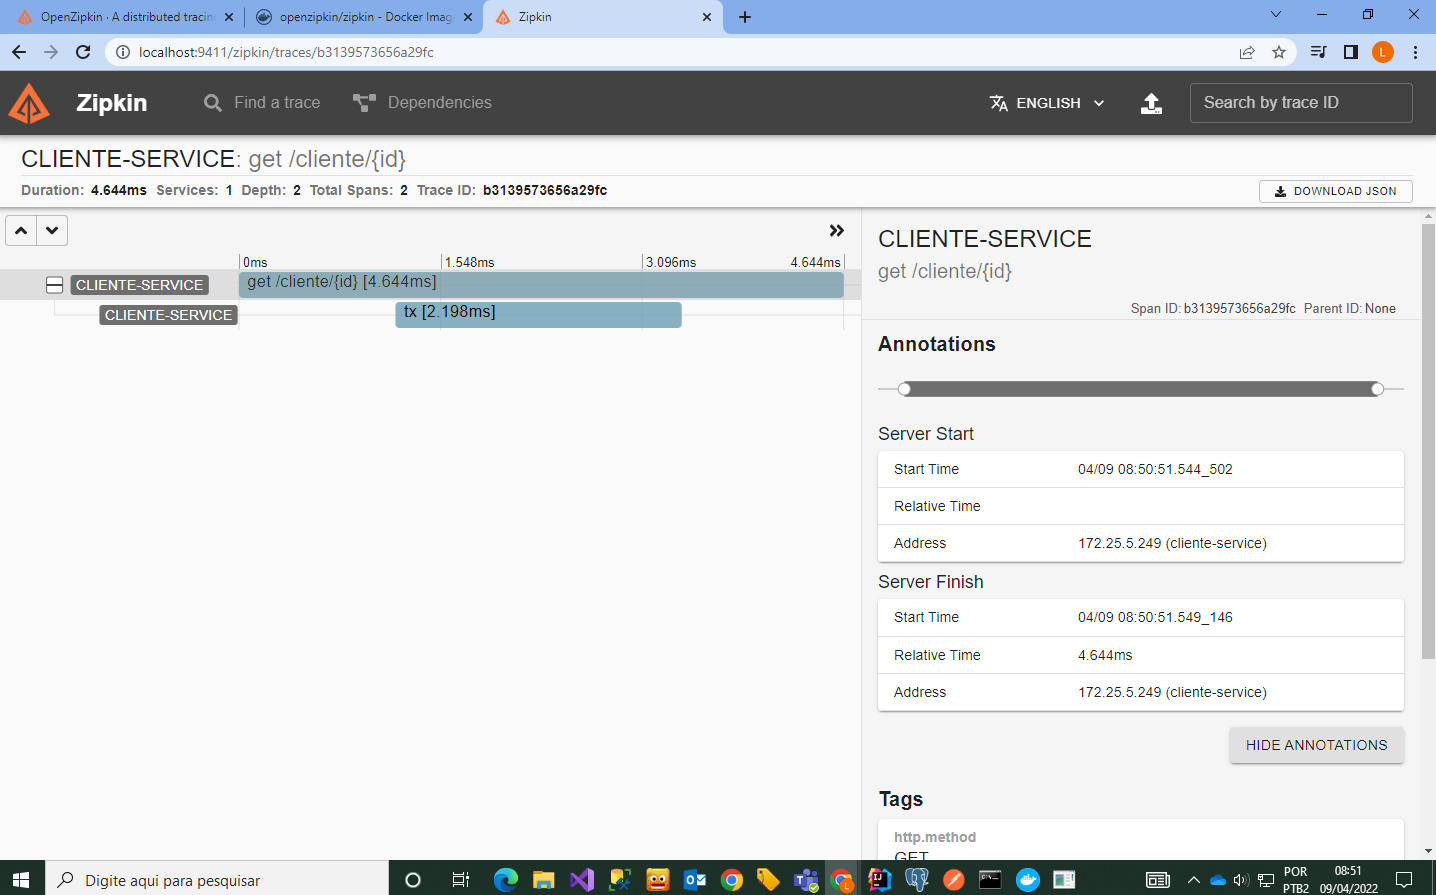 OpenZipkin · A distributed tracin
openzipkin/zipkin - Docker Imag
Zipkin
localhost:9411/zipkin/traces/b3139573656a29fc
L
Zipkin
Find a trace
Dependencies
ENGLISH
Search by trace ID
CLIENTE-SERVICE: get /cliente/{id}
Duration: 4.644ms Services: 1 Depth: 2 Total Spans: 2 Trace ID: b3139573656a29fc
DOWNLOAD JSON
0ms 1.548ms 3.096ms 4.644ms
CLIENTE-SERVICE get /cliente/{id} [4.644ms]
CLIENTE-SERVICE tx [2.198ms]
CLIENTE-SERVICE
get /cliente/{id}
Span ID: b3139573656a29fc Parent ID: None
Annotations
Server Start
Start Time 04/09 08:50:51.544_502
Relative Time
Address 172.25.5.249 (cliente-service)
Server Finish
Start Time 04/09 08:50:51.549_146
Relative Time 4.644ms
Address 172.25.5.249 (cliente-service)
HIDE ANNOTATIONS
Tags
http.method
GET
Digite aqui para pesquisar
POR
PTB2
08:51
09/04/2022